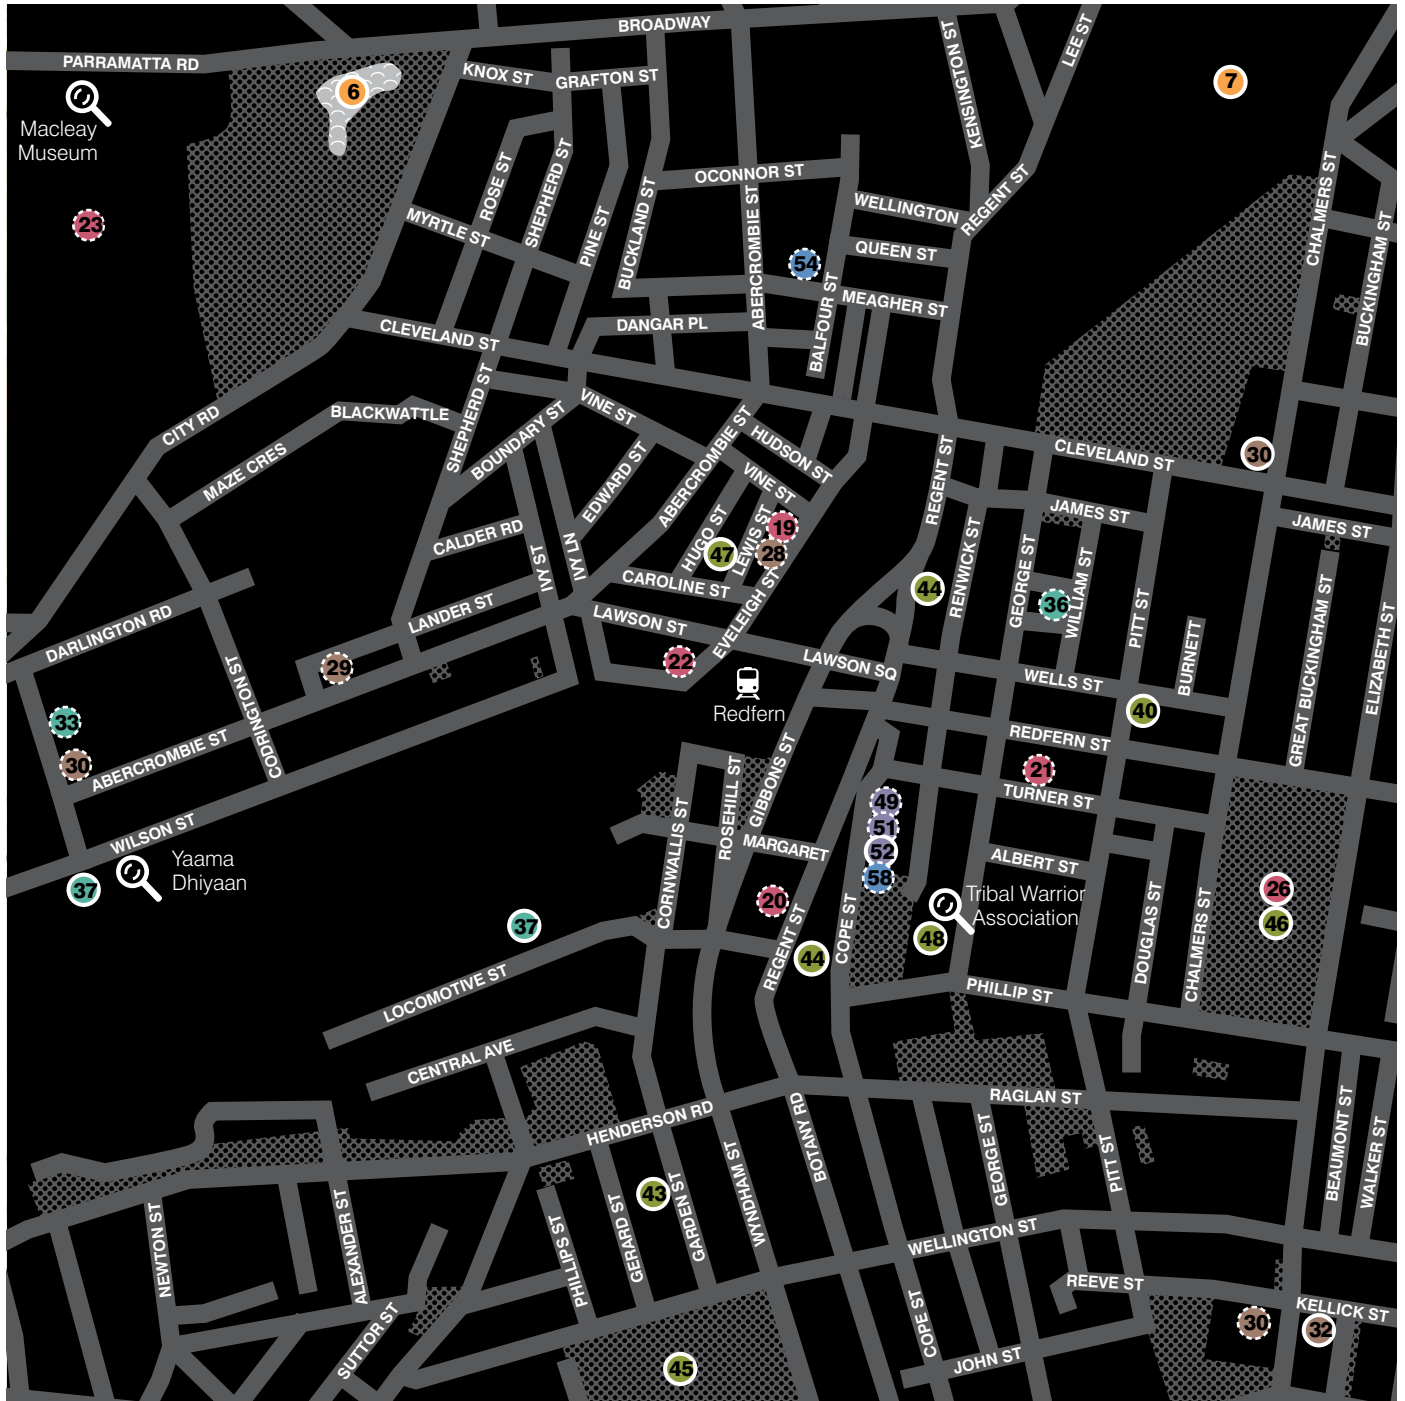 BROADWAY
PARRAMATTA RD
KNOX ST
GRAFTON ST
KENSINGTON ST
LEE ST
6
7
Macleay
Museum
23
ROSE ST
SHEPHERD ST
PINE ST
BUCKLAND ST
OCONNOR ST
ABERCROMBIE ST
WELLINGTON
REGENT ST
CHALMERS ST
BUCKINGHAM ST
MYRTLE ST
QUEEN ST
54
MEAGHER ST
BALFOUR ST
DANGAR PL
CLEVELAND ST
CITY RD
BLACKWATTLE
SHEPHERD ST
BOUNDARY ST
VINE ST
MAZE CRES
EDWARD ST
ABERCROMBIE ST
HUDSON ST
VINE ST
REGENT ST
CLEVELAND ST
30
JAMES ST
JAMES ST
CALDER RD
IVY ST
IVY LN
HUGO ST
LEWIS ST
19
47
28
CAROLINE ST
EVELEIGH ST
44
RENWICK ST
GEORGE ST
36
WILLIAM ST
PITT ST
BURNETT
GREAT BUCKINGHAM ST
ELIZABETH ST
DARLINGTON RD
LANDER ST
LAWSON ST
22
LAWSON SQ
29
WELLS ST
40
Redfern
CODRINGTON ST
33
30
ABERCROMBIE ST
REDFERN ST
21
TURNER ST
GIBBONS ST
ROSEHILL ST
CORNWALLIS ST
49
51
52
58
WILSON ST
Yaama
Dhiyaan
37
MARGARET
ALBERT ST
20
REGENT ST
COPE ST
Tribal Warrior
Association
48
DOUGLAS ST
CHALMERS ST
26
46
37
44
LOCOMOTIVE ST
PHILLIP ST
CENTRAL AVE
HENDERSON RD
RAGLAN ST
BOTANY RD
GEORGE ST
PITT ST
BEAUMONT ST
WALKER ST
43
GARDEN ST
WYNDHAM ST
GERARD ST
PHILLIPS ST
NEWTON ST
ALEXANDER ST
WELLINGTON ST
REEVE ST
KELLICK ST
30
32
SUTTOR ST
COPE ST
JOHN ST
45